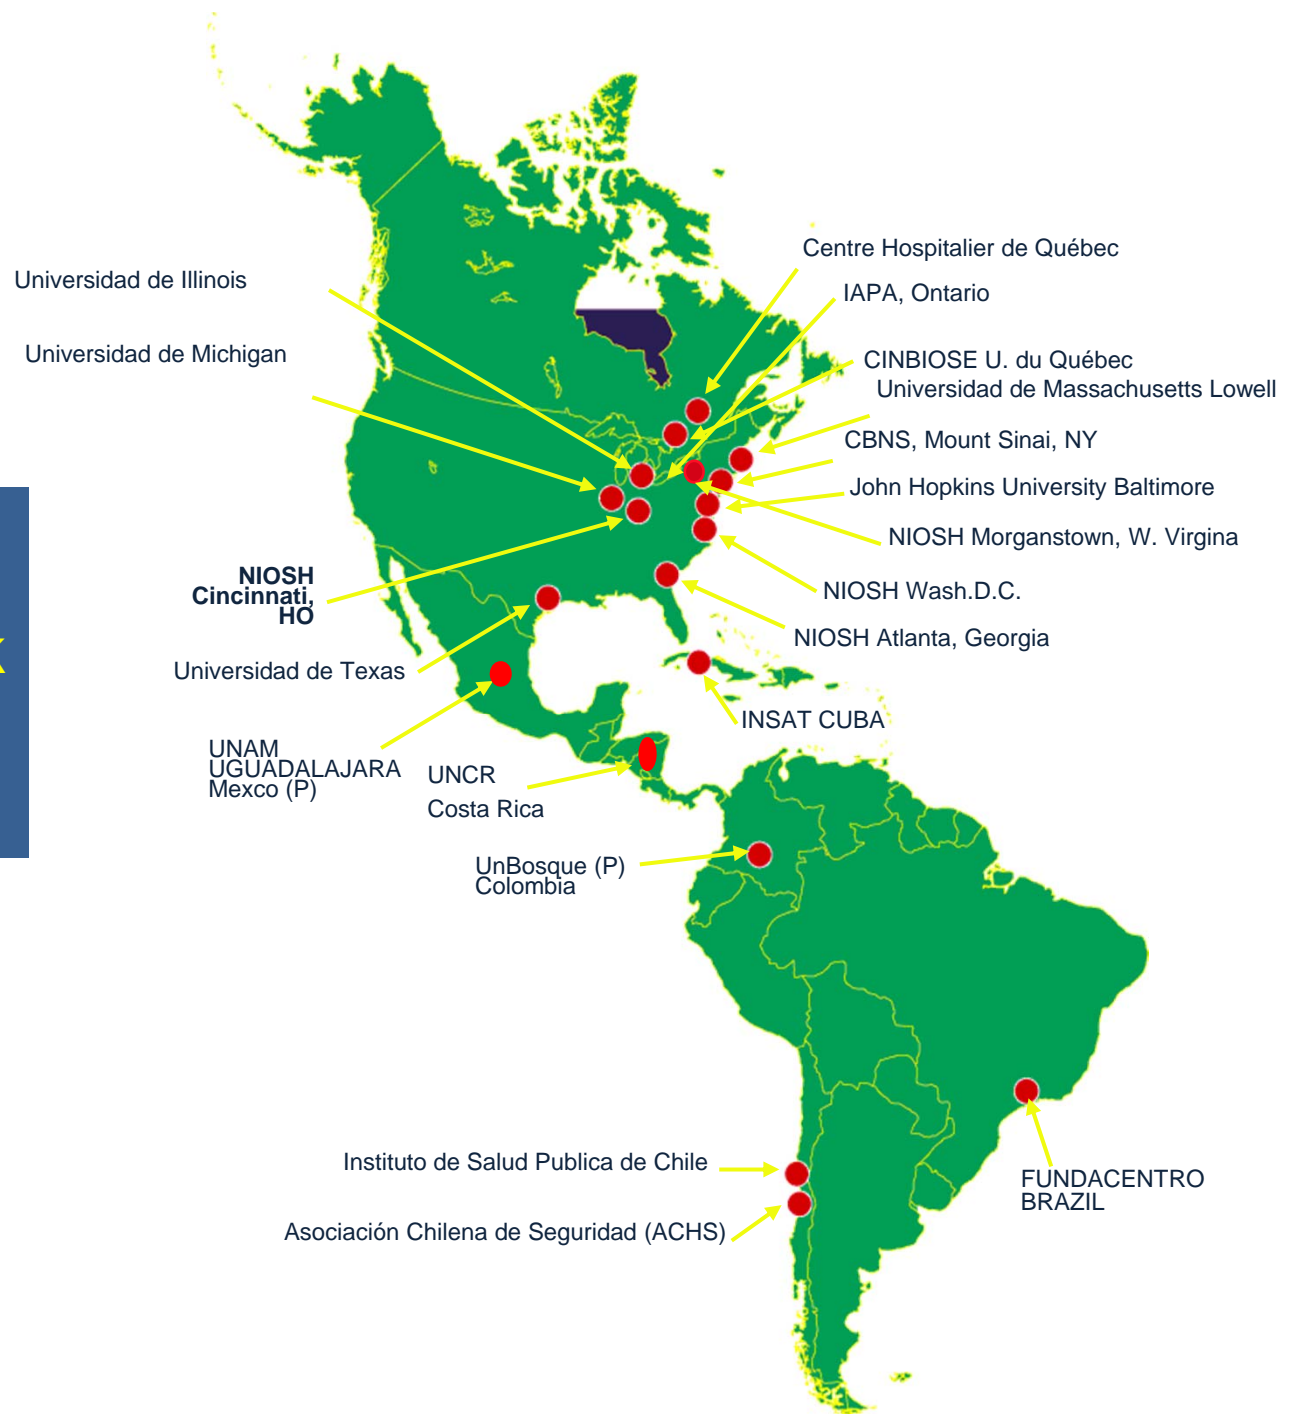 Centre Hospitalier de Québec
Universidad de Illinois
IAPA, Ontario
Universidad de Michigan
CINBIOSE U. du Québec
Universidad de Massachusetts Lowell
CBNS, Mount Sinai, NY
John Hopkins University Baltimore
NIOSH Morganstown, W. Virgina
NIOSH
Cincinnati,
HO
NIOSH Wash.D.C.
NIOSH Atlanta, Georgia
Universidad de Texas
INSAT CUBA
UNAM
UGUADALAJARA
Mexco (P)
UNCR
Costa Rica
UnBosque (P)
Colombia
Instituto de Salud Publica de Chile
FUNDACENTRO
BRAZIL
Asociación Chilena de Seguridad (ACHS)